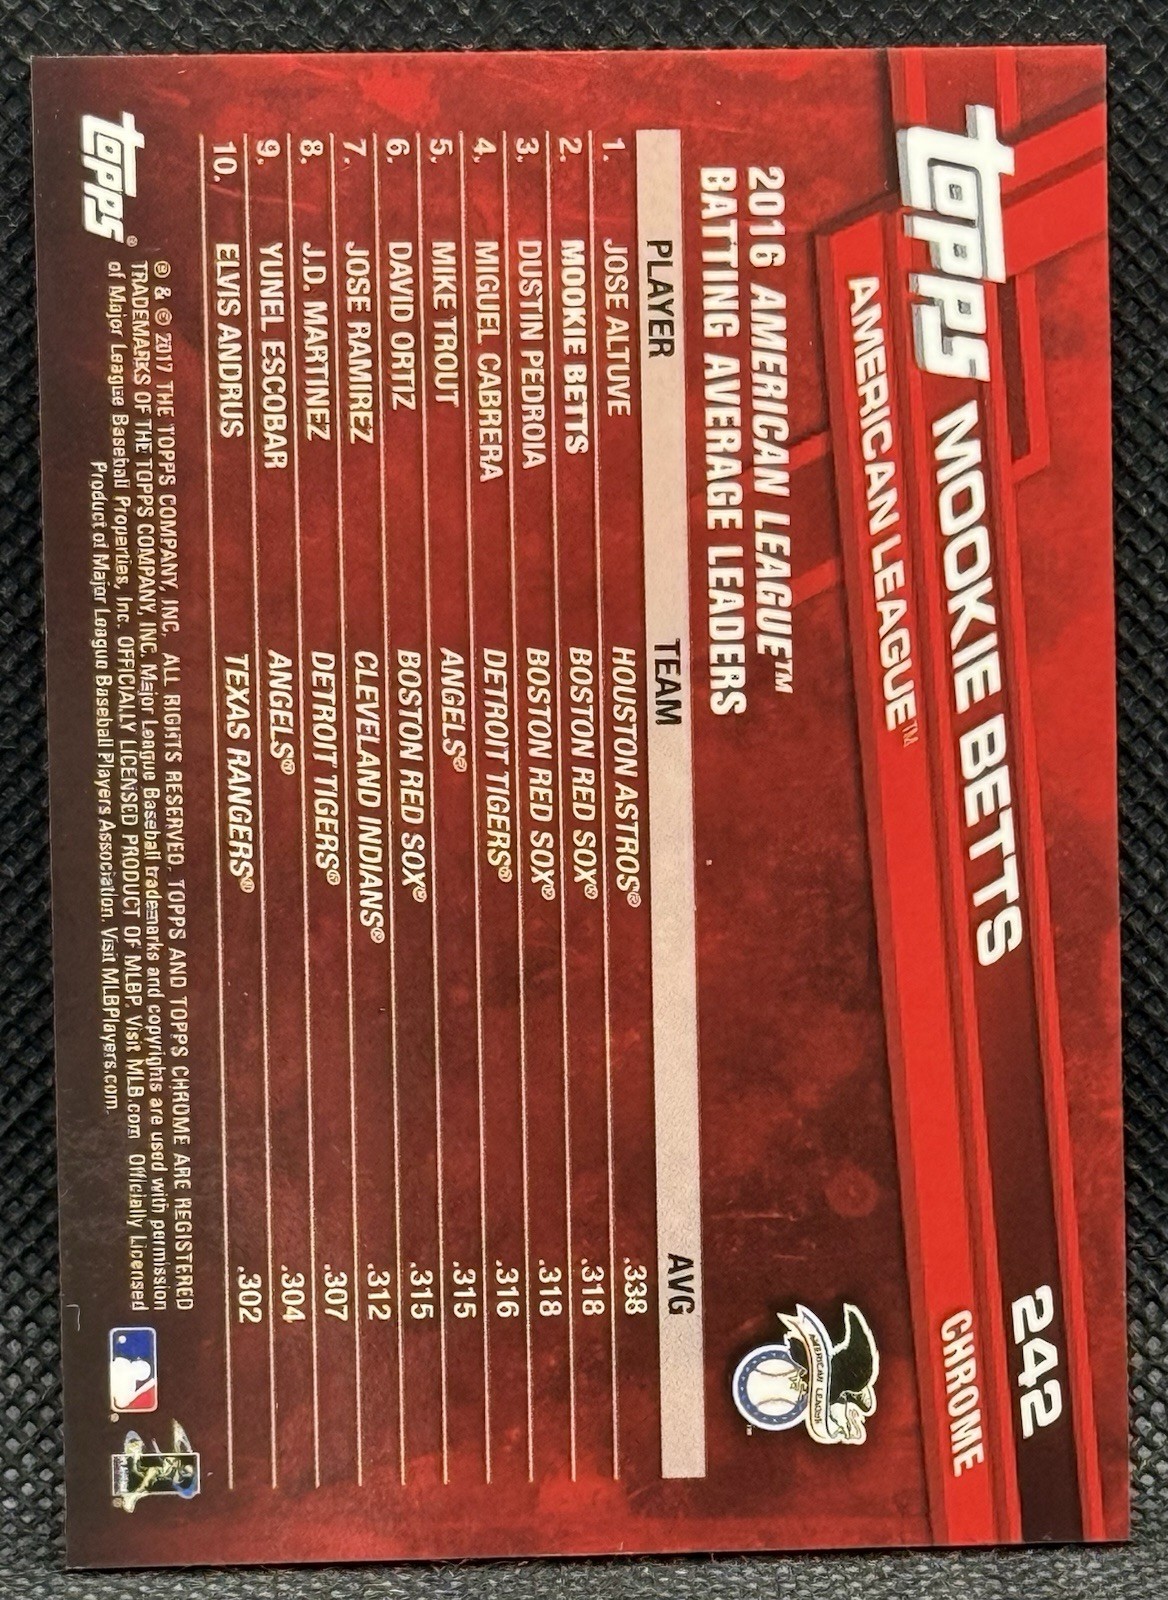 topps MOOKIE BETTS 242
AMERICAN LEAGUE™ CHROME
2016 AMERICAN LEAGUE™
BATTING AVERAGE LEADERS
AMERICAN LEAGUE
PLAYER TEAM AVG
1. JOSE ALTUVE HOUSTON ASTROS® .338
2. MOOKIE BETTS BOSTON RED SOX® .318
3. DUSTIN PEDROIA BOSTON RED SOX® .318
4. MIGUEL CABRERA DETROIT TIGERS® .316
5. MIKE TROUT ANGELS® .315
6. DAVID ORTIZ BOSTON RED SOX® .315
7. JOSE RAMIREZ CLEVELAND INDIANS® .312
8. J.D. MARTINEZ DETROIT TIGERS® .307
9. YUNEL ESCOBAR ANGELS® .304
10. ELVIS ANDRUS TEXAS RANGERS® .302
topps®
® & © 2017 THE TOPPS COMPANY, INC. ALL RIGHTS RESERVED. TOPPS AND TOPPS CHROME ARE REGISTERED
TRADEMARKS OF THE TOPPS COMPANY, INC. Major League Baseball trademarks and copyrights are used with permission
of Major League Baseball Properties, Inc. OFFICIALLY LICENSED PRODUCT OF MLBP. Visit MLB.com Officially Licensed
Product of Major League Baseball Players Association. Visit MLBPlayers.com.